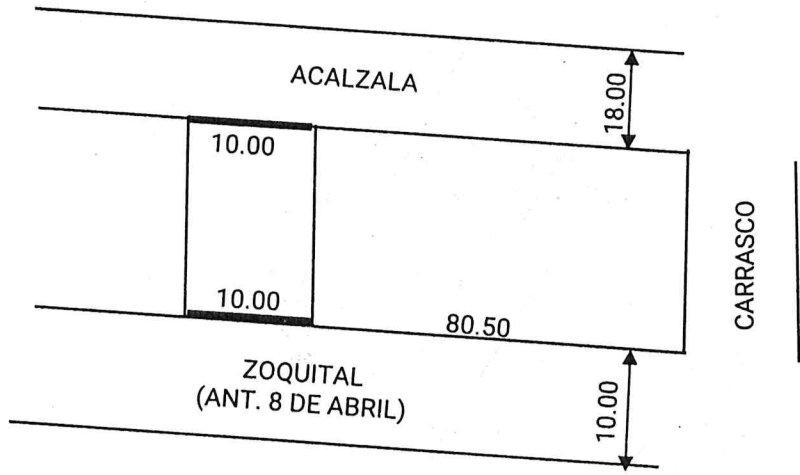 ACALZALA
18.00
10.00
CARRASCO
10.00
80.50
ZOQUITAL
(ANT. 8 DE ABRIL)
10.00